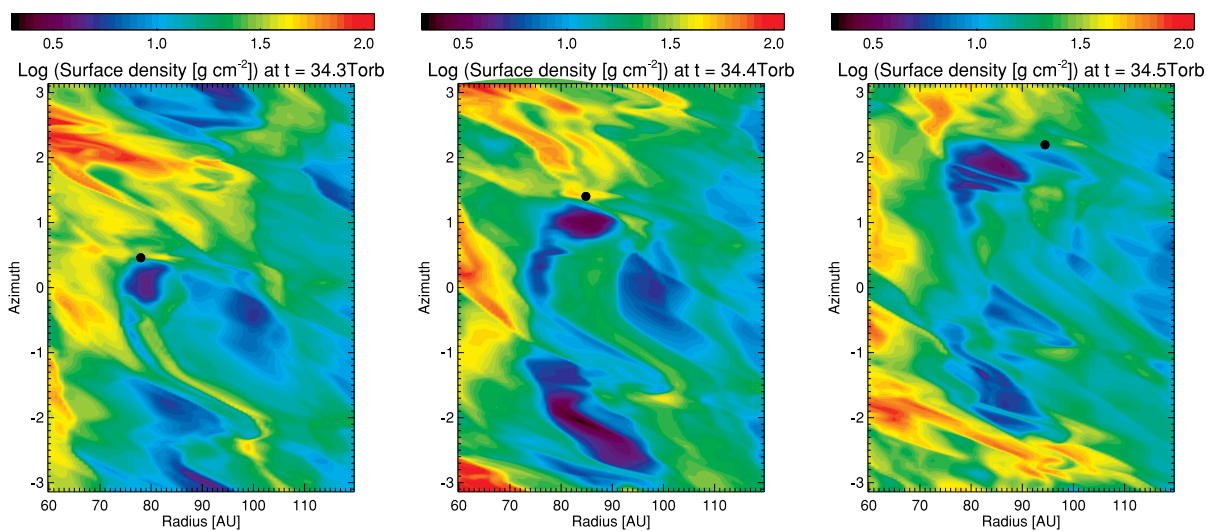 0.5 1.0 1.5 2.0 0.5 1.0 1.5 2.0 0.5 1.0 1.5 2.0
Log (Surface density [g cm-2]) at t = 34.3Torb
Log (Surface density [g cm-2]) at t = 34.4Torb
Log (Surface density [g cm-2]) at t = 34.5Torb
3
2
1
0
-1
-2
-3
Azimuth
60 70 80 90 100 110
Radius [AU]
3
2
1
0
-1
-2
-3
Azimuth
60 70 80 90 100 110
Radius [AU]
3
2
1
0
-1
-2
-3
Azimuth
60 70 80 90 100 110
Radius [AU]